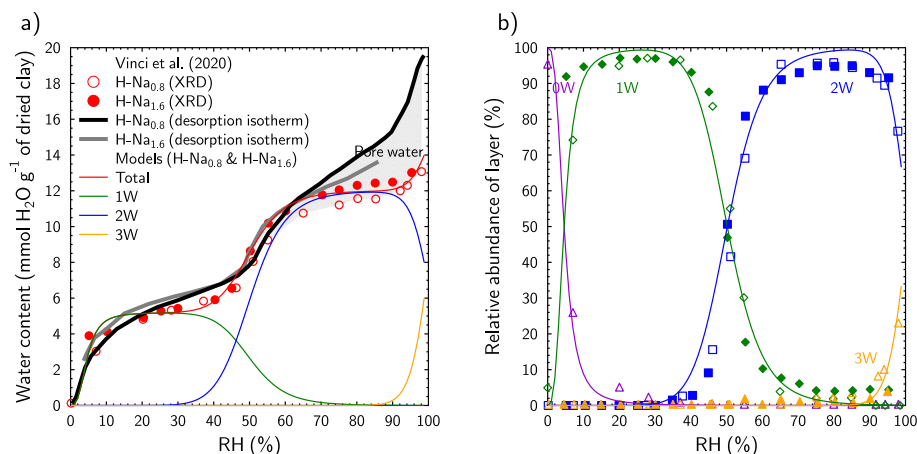 a)
Water content (mmol H₂O g⁻¹ of dried clay)
20
18
16
14
12
10
8
6
4
2
0
Vinci et al. (2020)
H-Na₀.₈ (XRD)
H-Na₁.₆ (XRD)
H-Na₀.₈ (desorption isotherm)
H-Na₁.₆ (desorption isotherm)
Models (H-Na₀.₈ & H-Na₁.₆)
Total
1W
2W
3W
Pore water
0 10 20 30 40 50 60 70 80 90 100
RH (%)
b)
Relative abundance of layer (%)
100
90
80
70
60
50
40
30
20
10
0
0W
1W
2W
3W
0 10 20 30 40 50 60 70 80 90 100
RH (%)